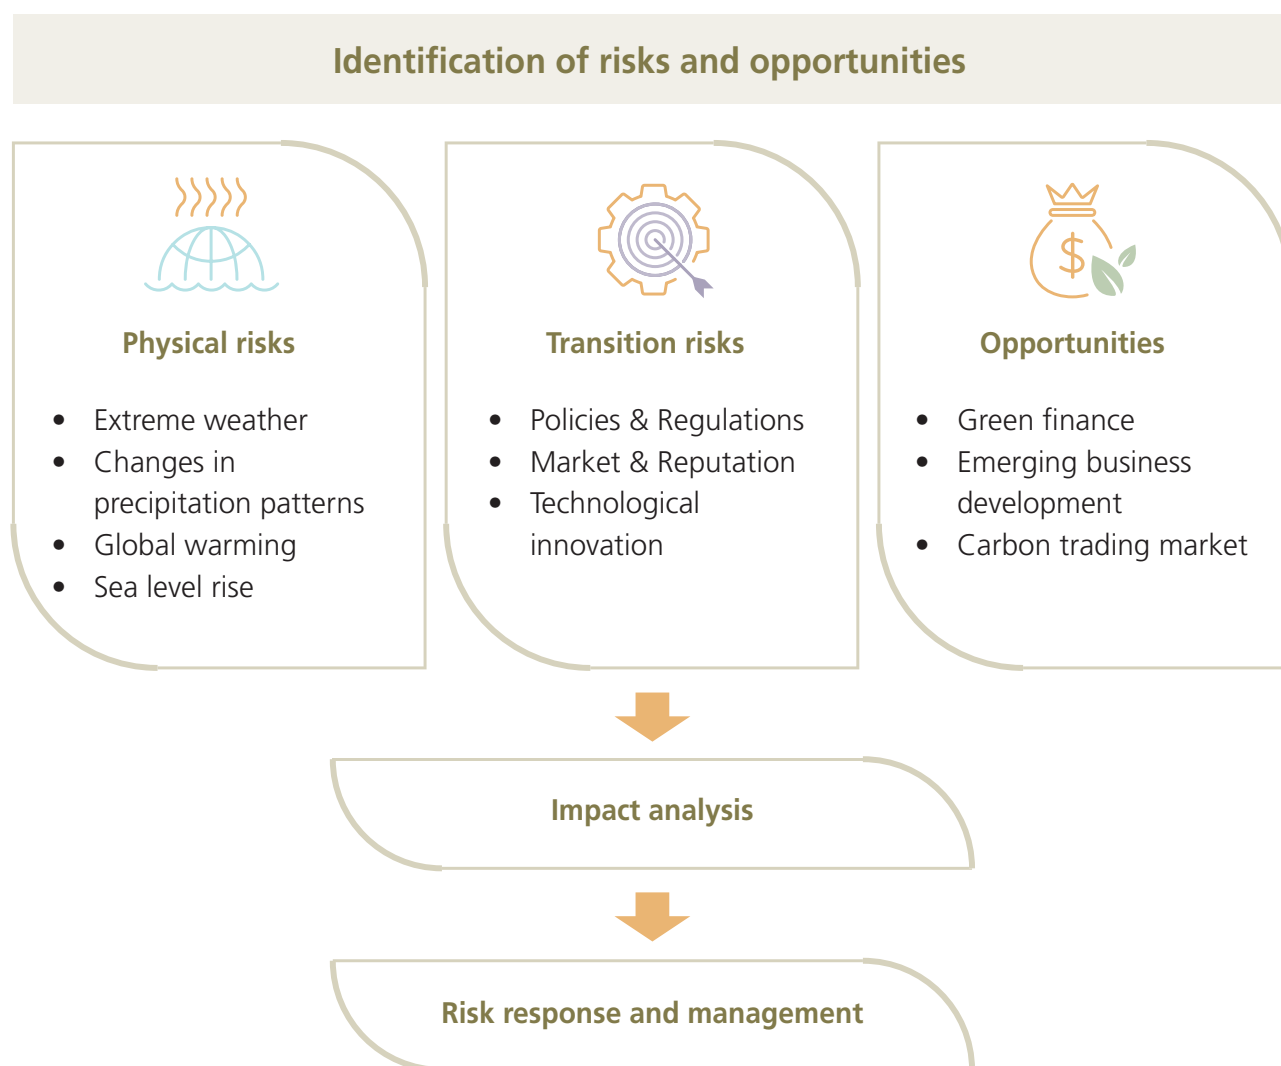 Identification of risks and opportunities
Physical risks
• Extreme weather
• Changes in
precipitation patterns
• Global warming
• Sea level rise
Transition risks
• Policies & Regulations
• Market & Reputation
• Technological
innovation
$
Opportunities
• Green finance
• Emerging business
development
• Carbon trading market
Impact analysis
Risk response and management